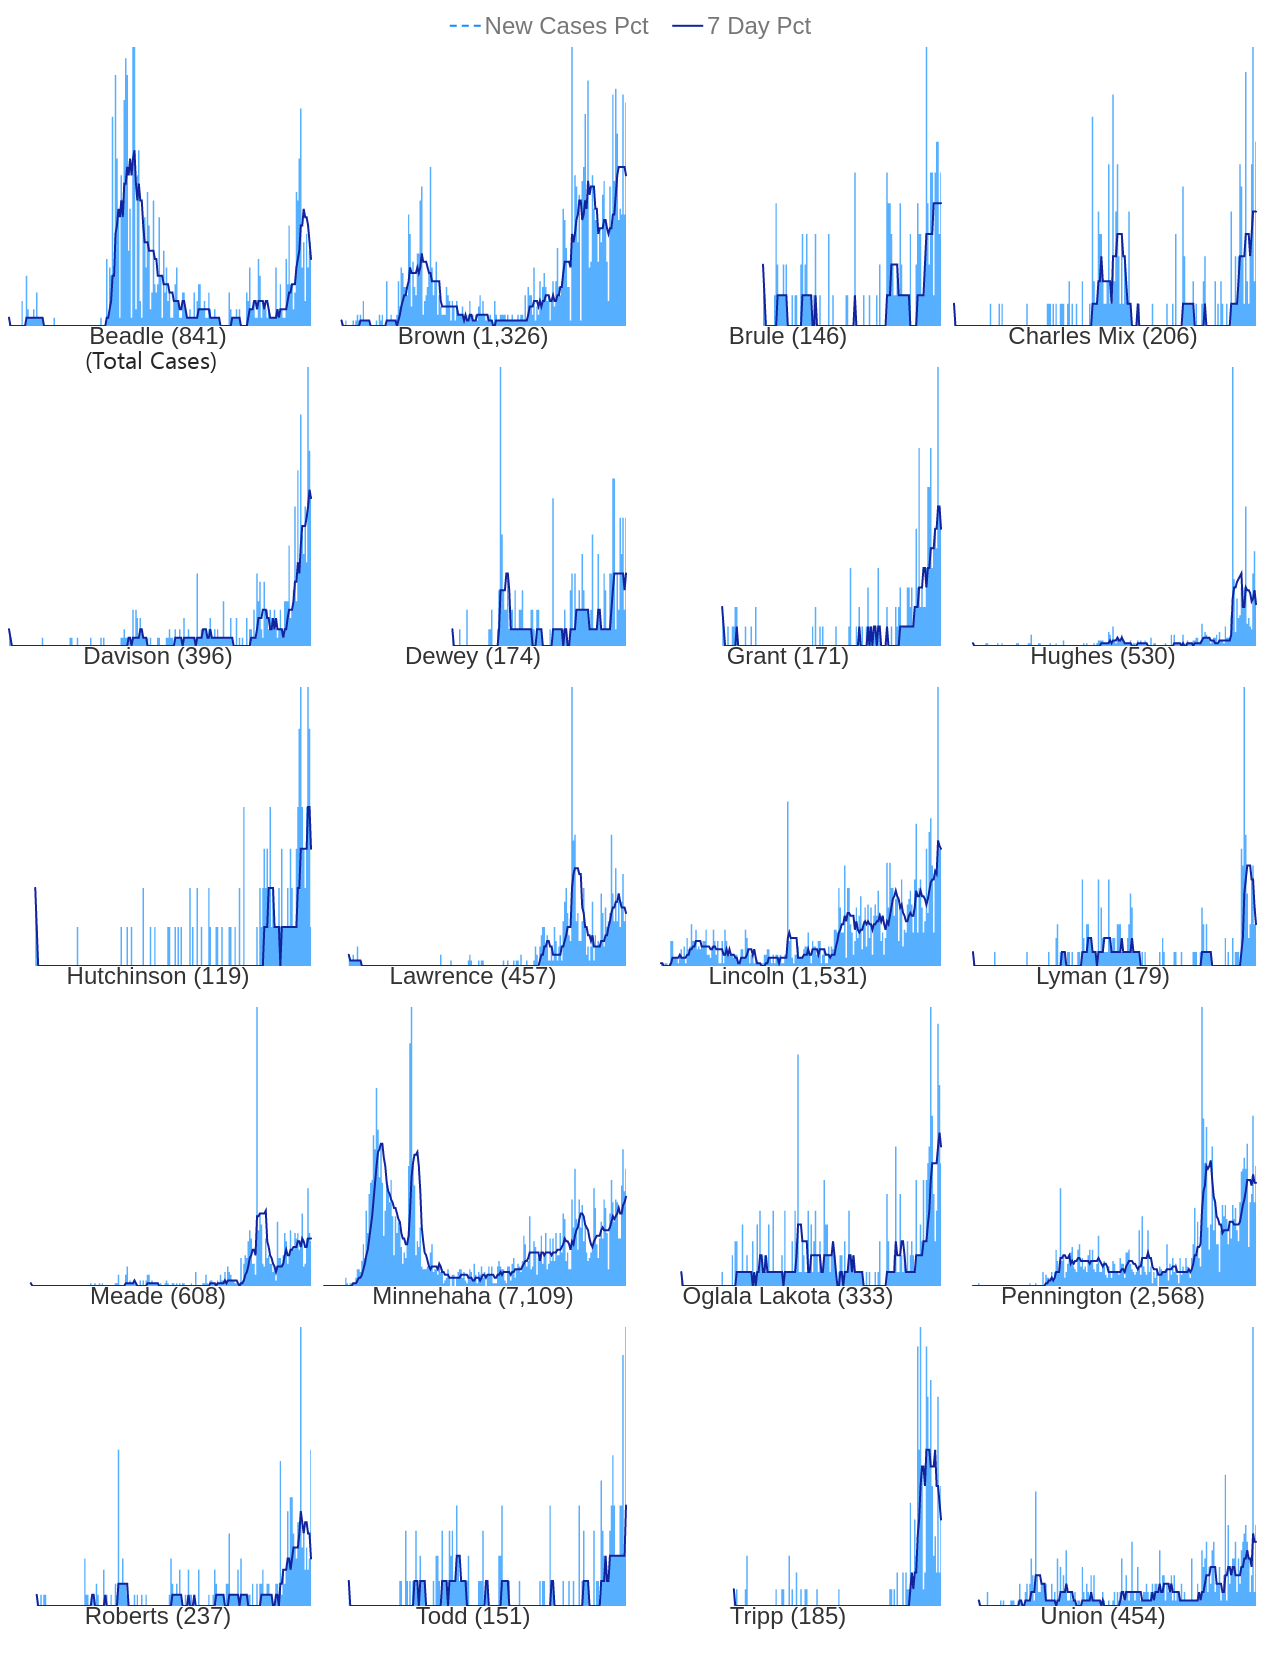 New Cases Pct 7 Day Pct
Beadle (841) Brown (1,326) Brule (146) Charles Mix (206)
(Total Cases)
Davison (396) Dewey (174) Grant (171) Hughes (530)
Hutchinson (119) Lawrence (457) Lincoln (1,531) Lyman (179)
Meade (608) Minnehaha (7,109) Oglala Lakota (333) Pennington (2,568)
Roberts (237) Todd (151) Tripp (185) Union (454)